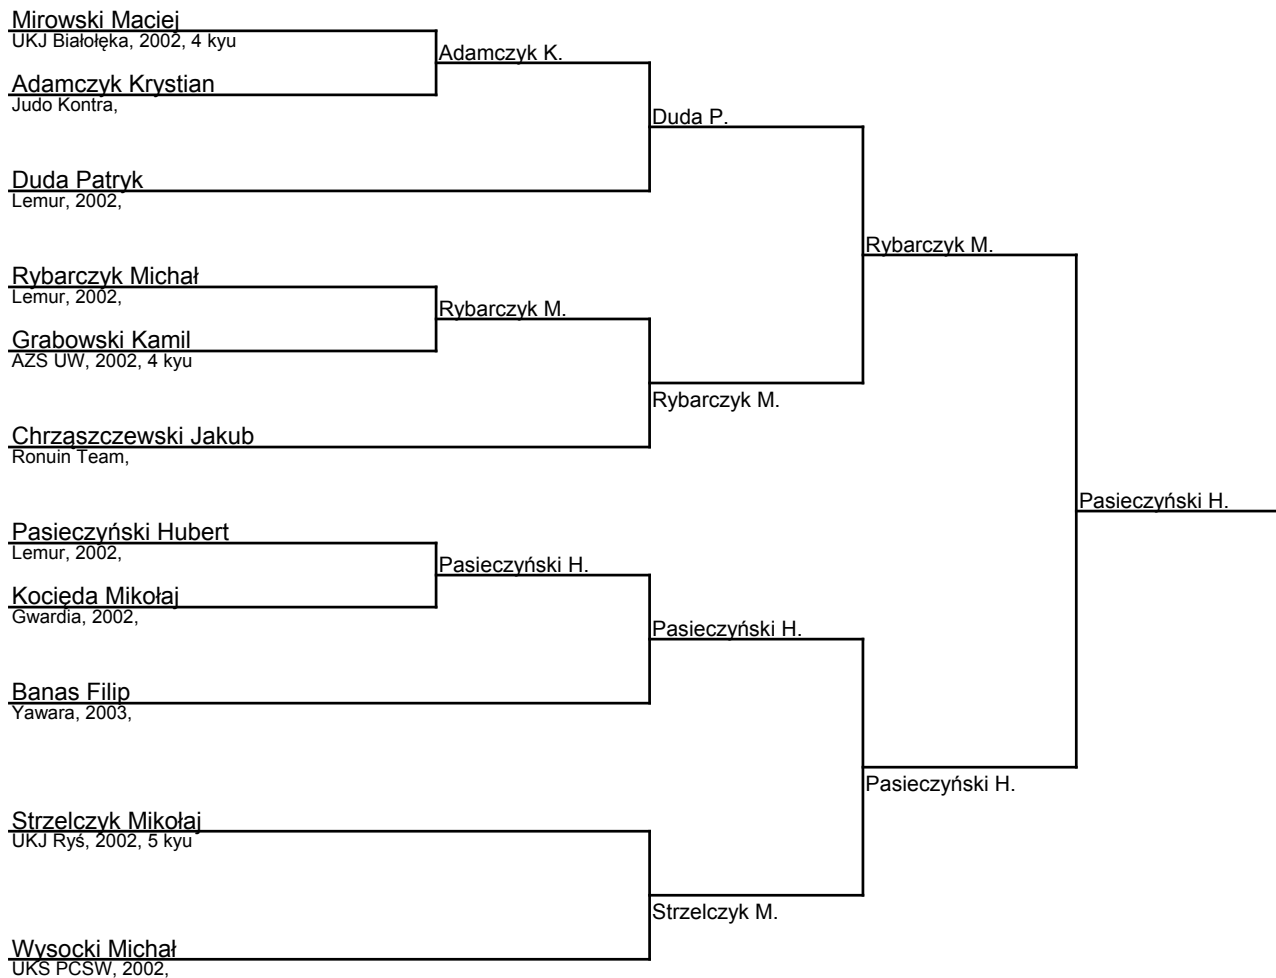 Mirowski Maciej
UKJ Białołęka, 2002, 4 kyu
Adamczyk K.
Adamczyk Krystian
Judo Kontra,
Duda P.
Duda Patryk
Lemur, 2002,
Rybarczyk M.
Rybarczyk Michał
Lemur, 2002,
Rybarczyk M.
Grabowski Kamil
AZS UW, 2002, 4 kyu
Rybarczyk M.
Chrząszczewski Jakub
Ronuin Team,
Pasieczyński H.
Pasieczyński Hubert
Lemur, 2002,
Pasieczyński H.
Kocięda Mikołaj
Gwardia, 2002,
Pasieczyński H.
Banas Filip
Yawara, 2003,
Pasieczyński H.
Strzelczyk Mikołaj
UKJ Ryś, 2002, 5 kyu
Strzelczyk M.
Wysocki Michał
UKS PCSW, 2002,